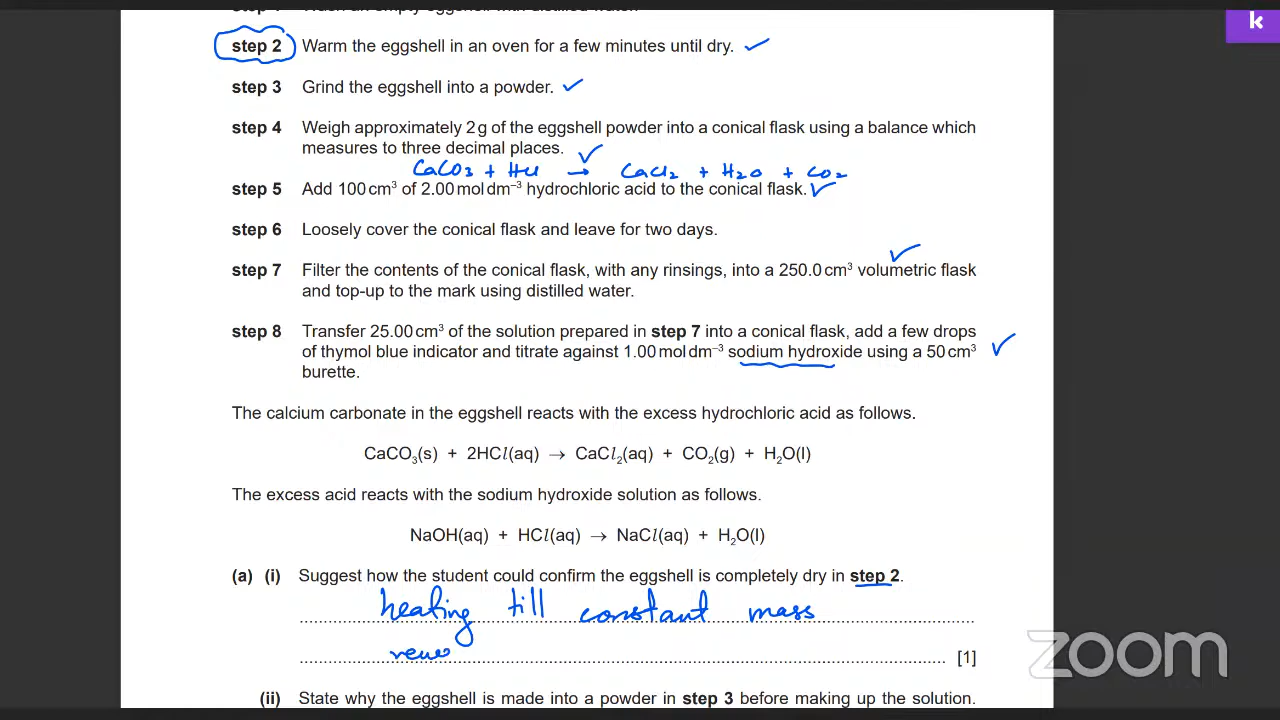 k
step 2 Warm the eggshell in an oven for a few minutes until dry.
step 3 Grind the eggshell into a powder.
step 4 Weigh approximately 2 g of the eggshell powder into a conical flask using a balance which
measures to three decimal places.
CaCO3 + HCl → CaCl2 + H2O + CO2
step 5 Add 100 cm³ of 2.00 mol dm⁻³ hydrochloric acid to the conical flask.
step 6 Loosely cover the conical flask and leave for two days.
step 7 Filter the contents of the conical flask, with any rinsings, into a 250.0 cm³ volumetric flask
and top-up to the mark using distilled water.
step 8 Transfer 25.00 cm³ of the solution prepared in step 7 into a conical flask, add a few drops
of thymol blue indicator and titrate against 1.00 mol dm⁻³ sodium hydroxide using a 50 cm³
burette.
The calcium carbonate in the eggshell reacts with the excess hydrochloric acid as follows.
CaCO₃(s) + 2HCl(aq) → CaCl₂(aq) + CO₂(g) + H₂O(l)
The excess acid reacts with the sodium hydroxide solution as follows.
NaOH(aq) + HCl(aq) → NaCl(aq) + H₂O(l)
(a) (i) Suggest how the student could confirm the eggshell is completely dry in step 2.
heating till constant mass
[1]
zoom
(ii) State why the eggshell is made into a powder in step 3 before making up the solution.